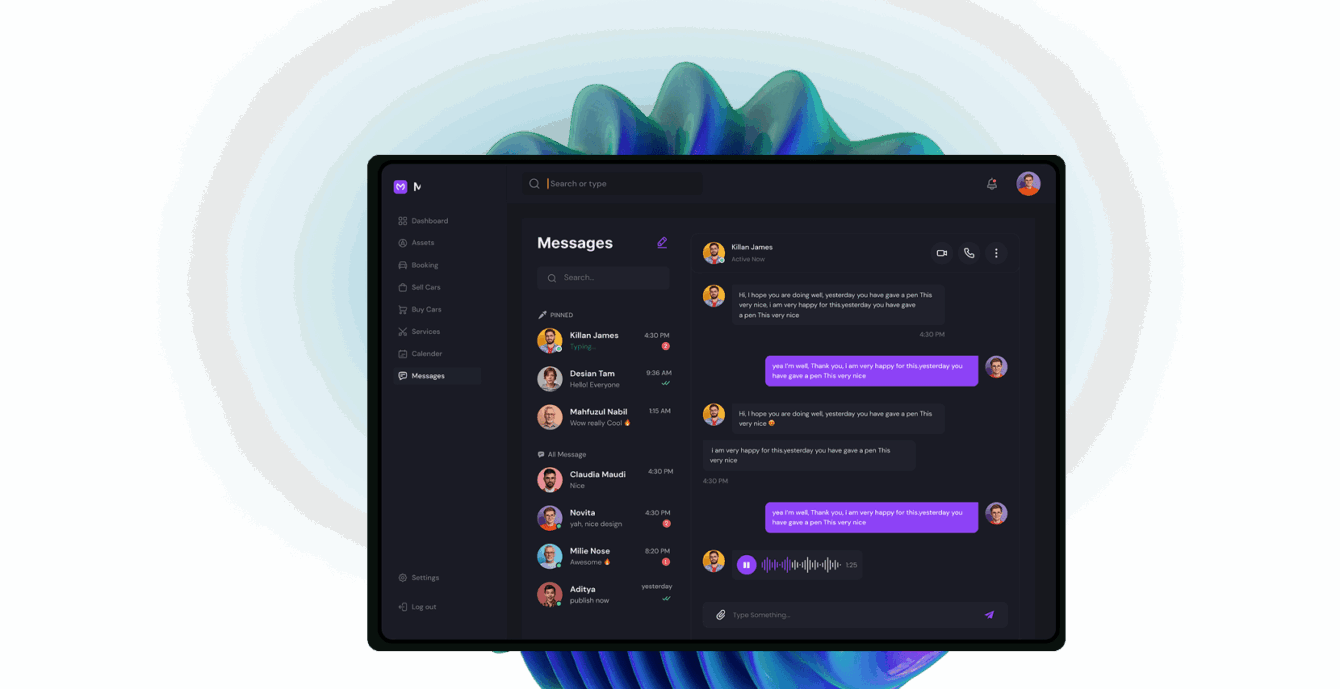 M
Search or type
Dashboard
Assets
Booking
Sell Cars
Buy Cars
Services
Calender
Messages
Settings
Log out
Messages
Search...
PINNED
Killan James
4:30 PM
Typing...
2
Desian Tam
9:36 AM
Hello! Everyone
Mahfuzul Nabil
1:15 AM
Wow really Cool 🔥
All Message
Claudia Maudi
4:30 PM
Nice
Novita
4:30 PM
yah, nice design
2
Milie Nose
8:20 PM
Awesome 🔥
1
Aditya
yesterday
publish now
Killan James
Active Now
Hi, I hope you are doing well, yesterday you have gave a pen This
very nice, i am very happy for this.yesterday you have gave
a pen This very nice
4:30 PM
yea I'm well, Thank you, i am very happy for this.yesterday you
have gave a pen This very nice
Hi, I hope you are doing well, yesterday you have gave a pen This
very nice 😍
i am very happy for this.yesterday you have gave a pen This
very nice
4:30 PM
yea I'm well, Thank you, i am very happy for this.yesterday you
have gave a pen This very nice
1:25
Type Something...